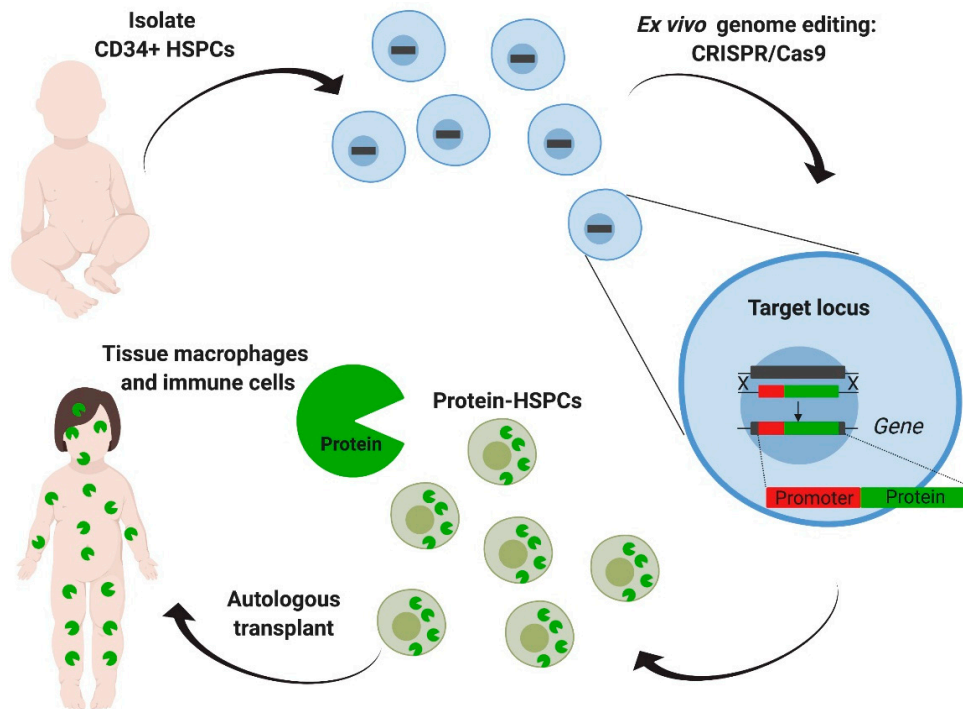 Isolate
CD34+ HSPCs
Ex vivo genome editing:
CRISPR/Cas9
Target locus
X
X
Gene
Promoter
Protein
Tissue macrophages
and immune cells
Protein
Protein-HSPCs
Autologous
transplant